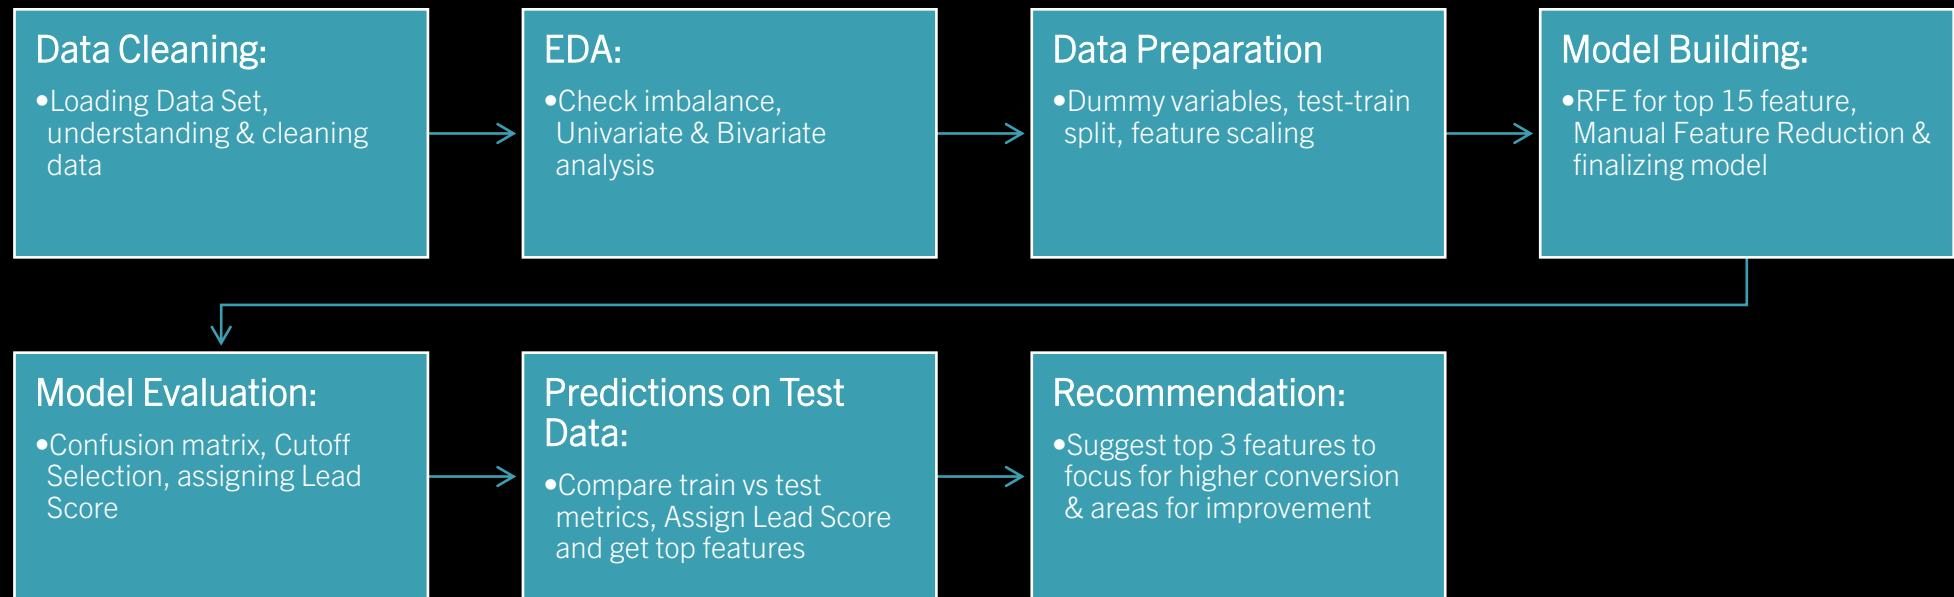 Data Cleaning:
•Loading Data Set,
understanding & cleaning
data
EDA:
•Check imbalance,
Univariate & Bivariate
analysis
Data Preparation
•Dummy variables, test-train
split, feature scaling
Model Building:
•RFE for top 15 feature,
Manual Feature Reduction &
finalizing model
Model Evaluation:
•Confusion matrix, Cutoff
Selection, assigning Lead
Score
Predictions on Test
Data:
•Compare train vs test
metrics, Assign Lead Score
and get top features
Recommendation:
•Suggest top 3 features to
focus for higher conversion
& areas for improvement